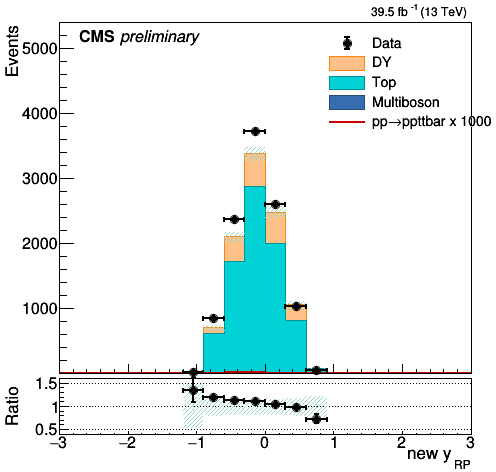 39.5 fb⁻¹ (13 TeV)
CMS preliminary
Events
5000
4000
3000
2000
1000
Data
DY
Top
Multiboson
pp→ppttbar x 1000
Ratio
1.5
1
0.5
−3 −2 −1 0 1 2 3
new y_RP